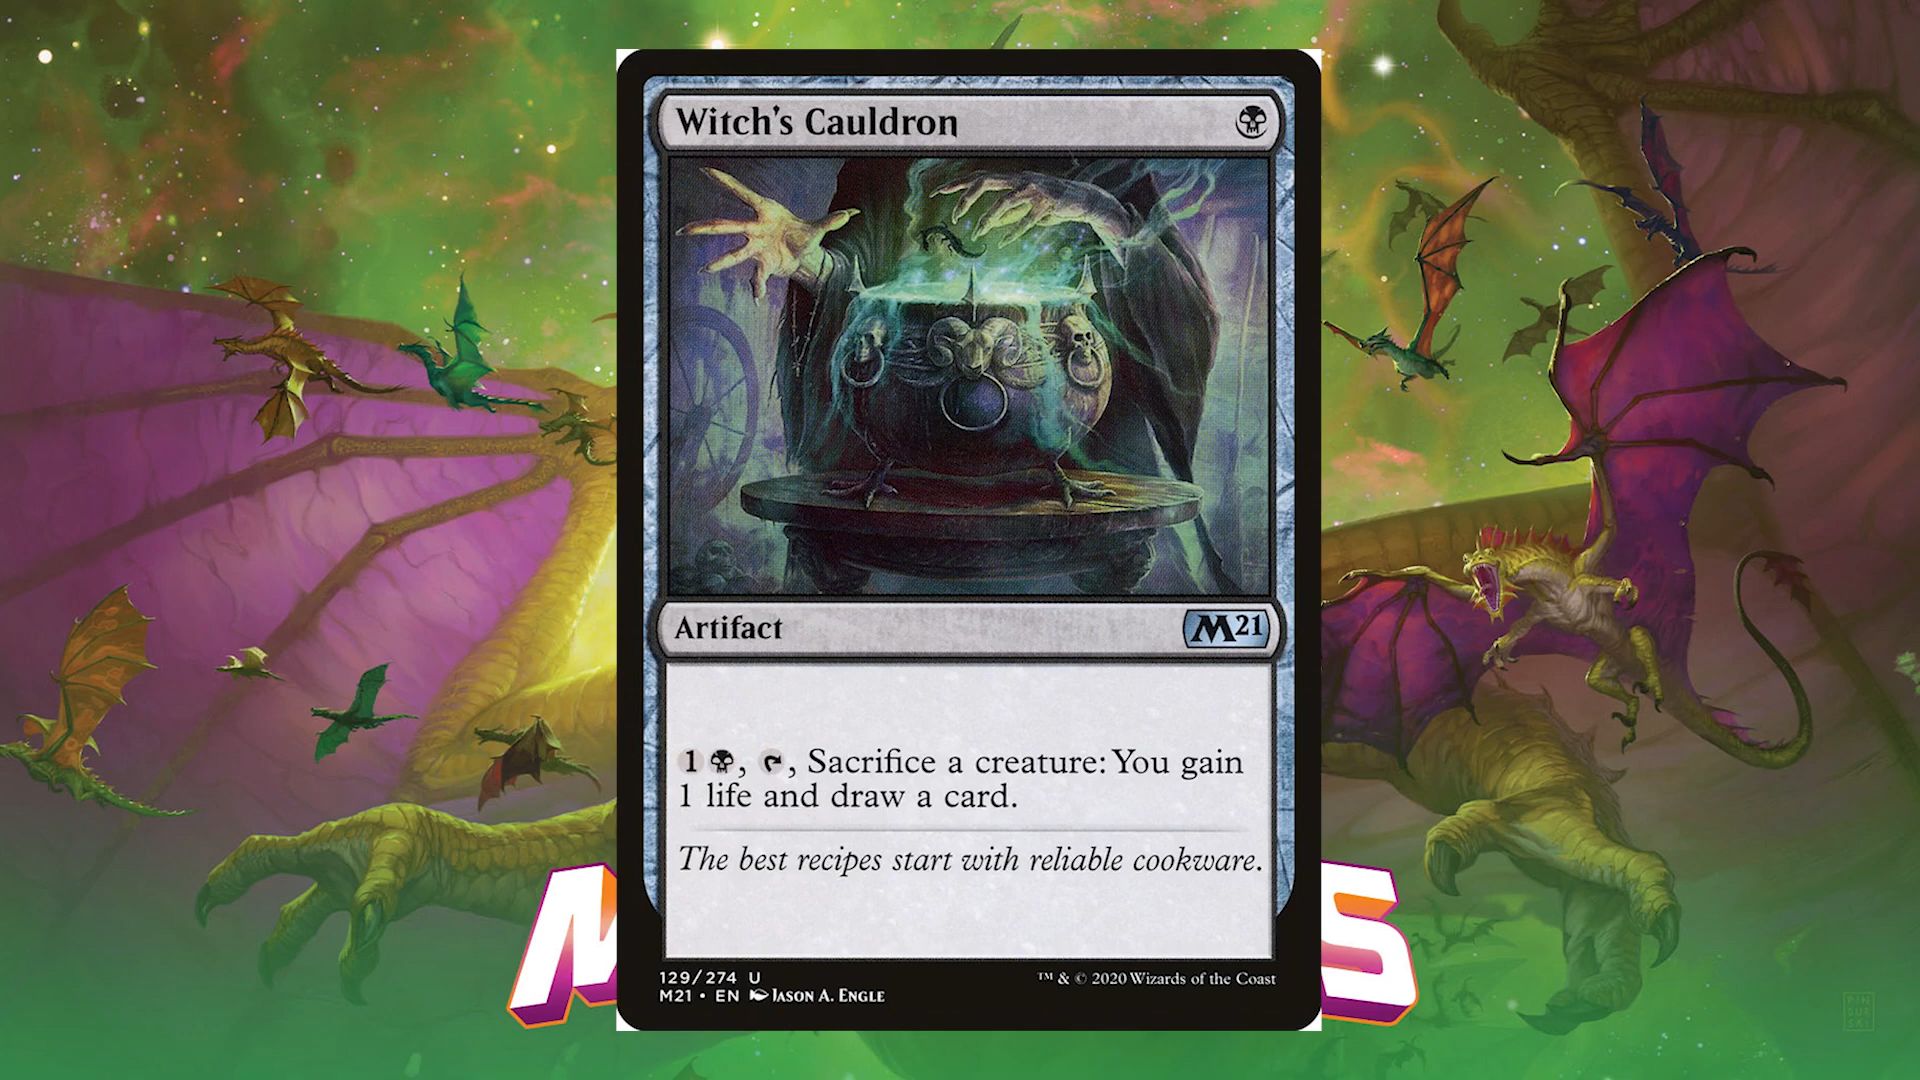 Witch's Cauldron
Artifact
M21
1, , Sacrifice a creature: You gain
1 life and draw a card.
The best recipes start with reliable cookware.
129/274 U
™ & © 2020 Wizards of the Coast
M21 • EN Jason A. Engle
M
S